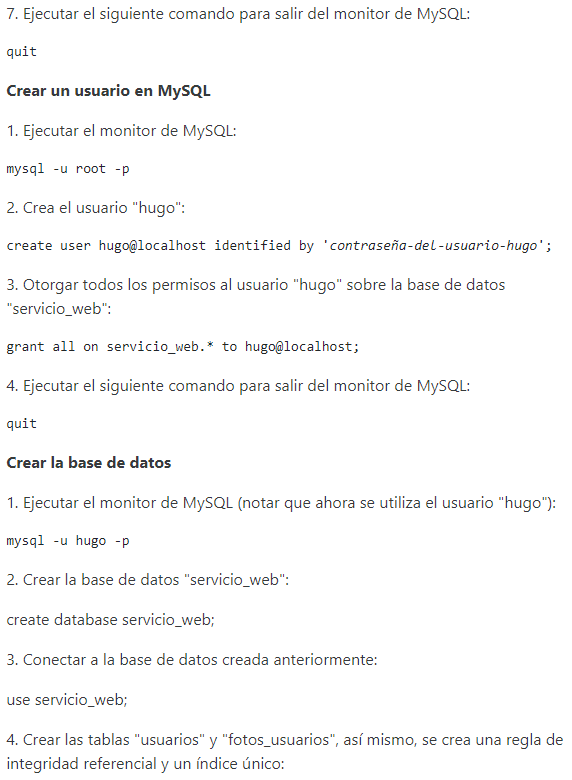 7. Ejecutar el siguiente comando para salir del monitor de MySQL:
quit
Crear un usuario en MySQL
1. Ejecutar el monitor de MySQL:
mysql -u root -p
2. Crea el usuario "hugo":
create user hugo@localhost identified by 'contraseña-del-usuario-hugo';
3. Otorgar todos los permisos al usuario "hugo" sobre la base de datos
"servicio_web":
grant all on servicio_web.* to hugo@localhost;
4. Ejecutar el siguiente comando para salir del monitor de MySQL:
quit
Crear la base de datos
1. Ejecutar el monitor de MySQL (notar que ahora se utiliza el usuario "hugo"):
mysql -u hugo -p
2. Crear la base de datos "servicio_web":
create database servicio_web;
3. Conectar a la base de datos creada anteriormente:
use servicio_web;
4. Crear las tablas "usuarios" y "fotos_usuarios", así mismo, se crea una regla de
integridad referencial y un índice único: